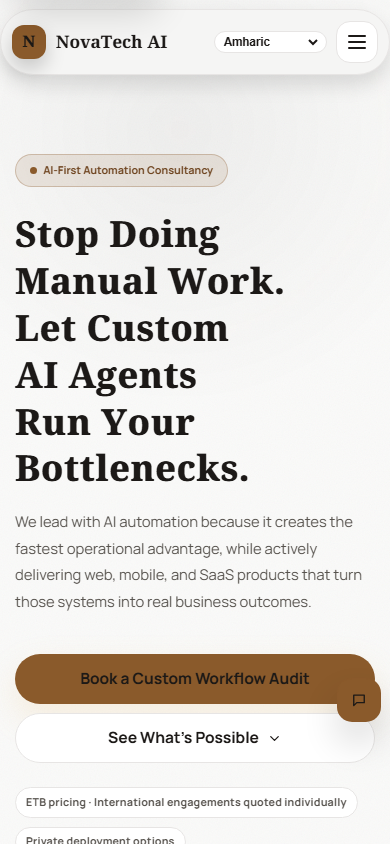 N NovaTech AI Amharic
AI-First Automation Consultancy
Stop Doing
Manual Work.
Let Custom
AI Agents
Run Your
Bottlenecks.
We lead with AI automation because it creates the
fastest operational advantage, while actively
delivering web, mobile, and SaaS products that turn
those systems into real business outcomes.
Book a Custom Workflow Audit
See What's Possible
ETB pricing · International engagements quoted individually
Private deployment options